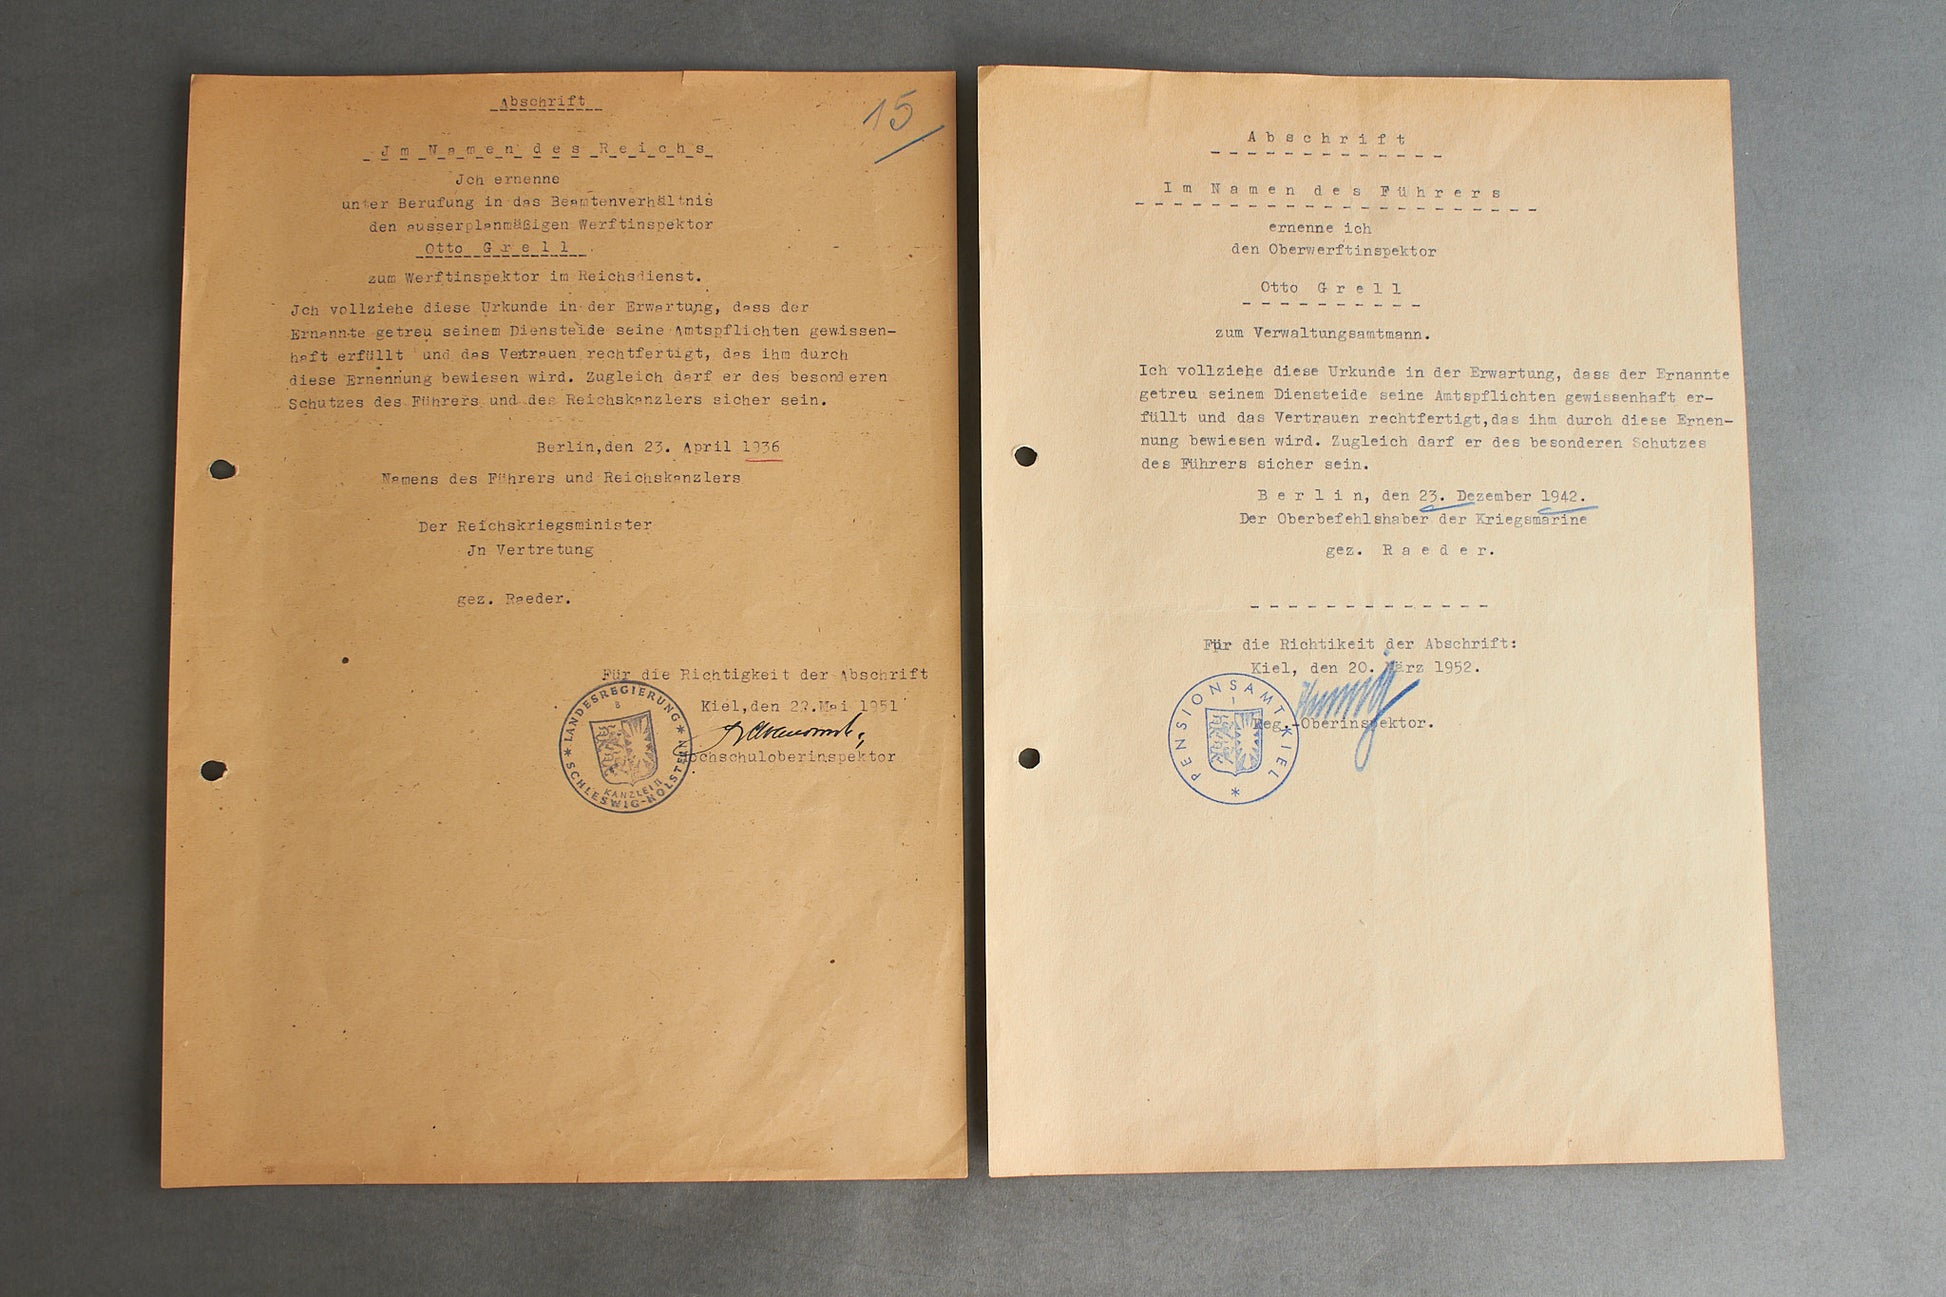 Abschrift
15
Jm Namen des Reichs
Jch ernenne
unter Berufung in das Beamtenverhältnis
den ausserplanmäßigen Werftinspektor
Otto Grell
zum Werftinspektor im Reichsdienst.
Jch vollziehe diese Urkunde in der Erwartung, dass der
Ernannte getreu seinem Diensteide seine Amtspflichten gewissen-
haft erfüllt und das Vertrauen rechtfertigt, das ihm durch
diese Ernennung bewiesen wird. Zugleich darf er des besonderen
Schutzes des Führers und des Reichskanzlers sicher sein.
Berlin,den 23. April 1936
Namens des Führers und Reichskanzlers
Der Reichskriegsminister
Jn Vertretung
gez. Raeder.
Für die Richtigkeit der Abschrift
Kiel,den 22.Mai 1951
Hochschuloberinspektor
LANDESREGIERUNG
8
KANZLEI
SCHLESWIG-HOLSTEIN
Abschrift
Im Namen des Führers
ernenne ich
den Oberwerftinspektor
Otto Grell
zum Verwaltungsamtmann.
Ich vollziehe diese Urkunde in der Erwartung, dass der Ernannte
getreu seinem Diensteide seine Amtspflichten gewissenhaft er-
füllt und das Vertrauen rechtfertigt,das ihm durch diese Ernen-
nung bewiesen wird. Zugleich darf er des besonderen Schutzes
des Führers sicher sein.
Berlin, den 23. Dezember 1942.
Der Oberbefehlshaber der Kriegsmarine
gez. Raeder.
Für die Richtikeit der Abschrift:
Kiel, den 20. März 1952.
Reg.-Oberinspektor.
PENSIONSAMT KIEL
1